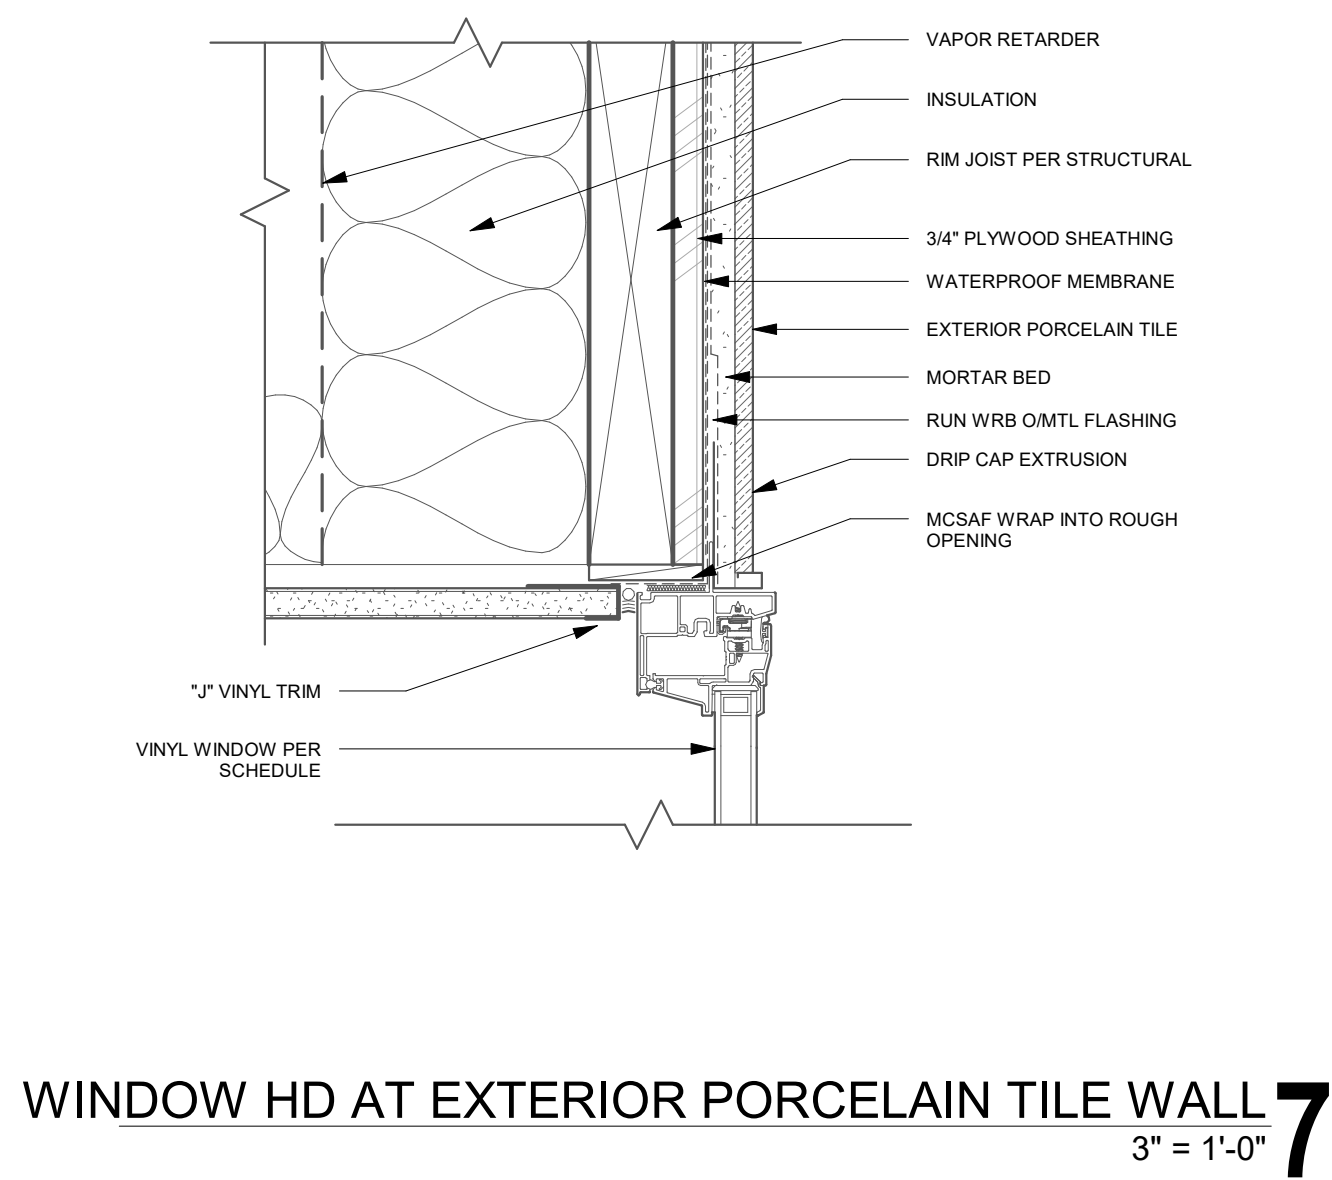 VAPOR RETARDER
INSULATION
RIM JOIST PER STRUCTURAL
3/4" PLYWOOD SHEATHING
WATERPROOF MEMBRANE
EXTERIOR PORCELAIN TILE
MORTAR BED
RUN WRB O/MTL FLASHING
DRIP CAP EXTRUSION
MCSAF WRAP INTO ROUGH
OPENING
"J" VINYL TRIM
VINYL WINDOW PER
SCHEDULE
WINDOW HD AT EXTERIOR PORCELAIN TILE WALL
3" = 1'-0"
7